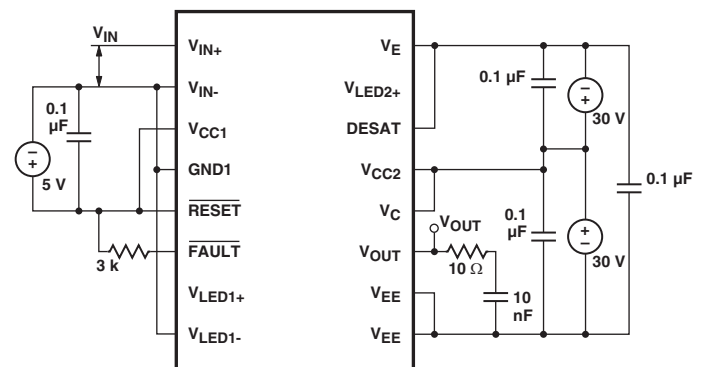 VIN
VIN+
VIN-
VCC1
GND1
RESET
FAULT
VLED1+
VLED1-
VE
VLED2+
DESAT
VCC2
VC
VOUT
VEE
VEE
0.1
µF
5 V
3 k
0.1 µF
30 V
0.1 µF
0.1
µF
VOUT
30 V
10 Ω
10
nF